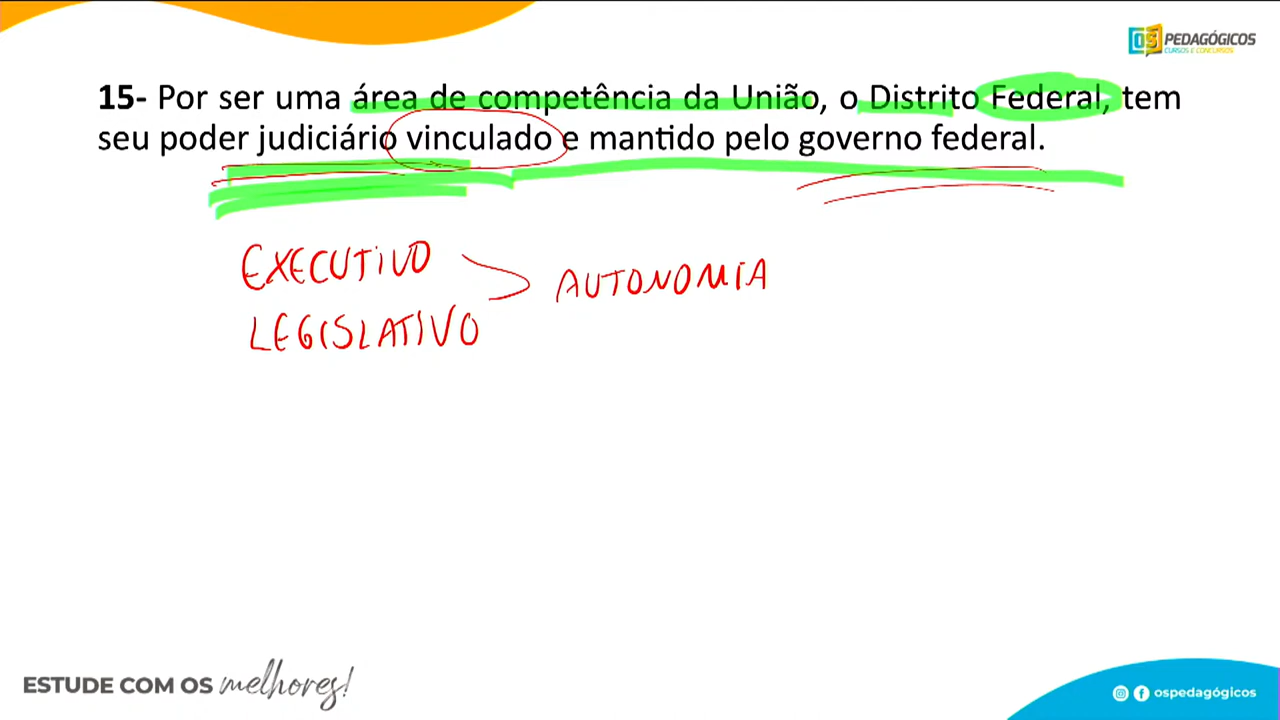 OS PEDAGÓGICOS
CURSOS E CONCURSOS
15- Por ser uma área de competência da União, o Distrito Federal, tem
seu poder judiciário vinculado e mantido pelo governo federal.
EXECUTIVO
AUTONOMIA
LEGISLATIVO
ESTUDE COM OS melhores!
ospedagógicos